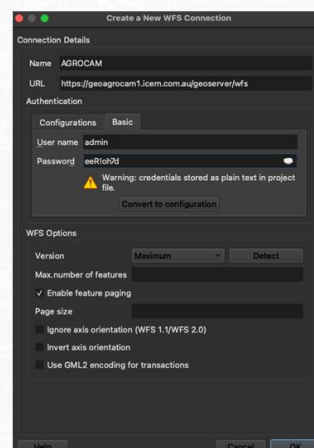 Create a New WFS Connection
Connection Details
Name AGROCAM
URL https://geoagrocam1.icem.com.au/geoserver/wfs
Authentication
Configurations Basic
User name admin
Password eeR!oh7d
Warning: credentials stored as plain text in project
file.
Convert to configuration
WFS Options
Version Maximum Detect
Max. number of features
Enable feature paging
Page size
Ignore axis orientation (WFS 1.1/WFS 2.0)
Invert axis orientation
Use GML2 encoding for transactions
Help Cancel OK